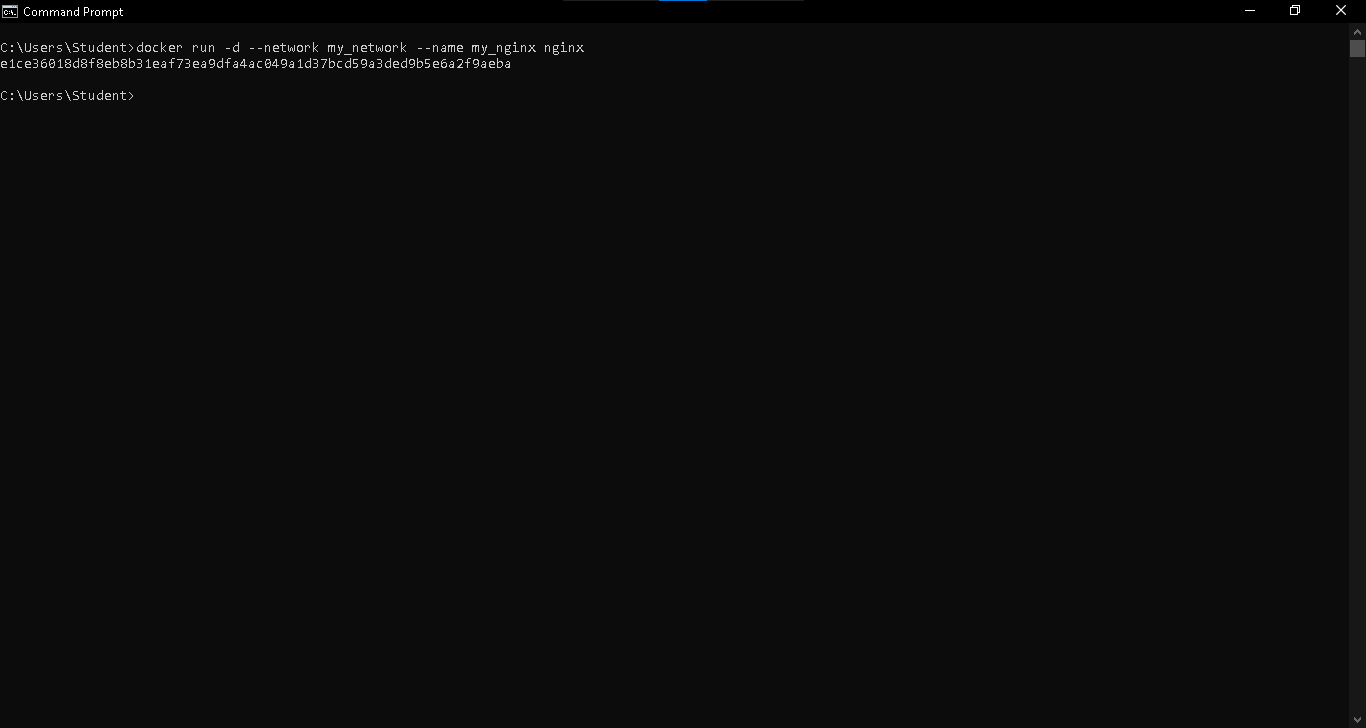 Command Prompt
C:\Users\Student>docker run -d --network my_network --name my_nginx nginx
e1ce36018d8f8eb8b31eaf73ea9dfa4ac049a1d37bcd59a3ded9b5e6a2f9aeba
C:\Users\Student>